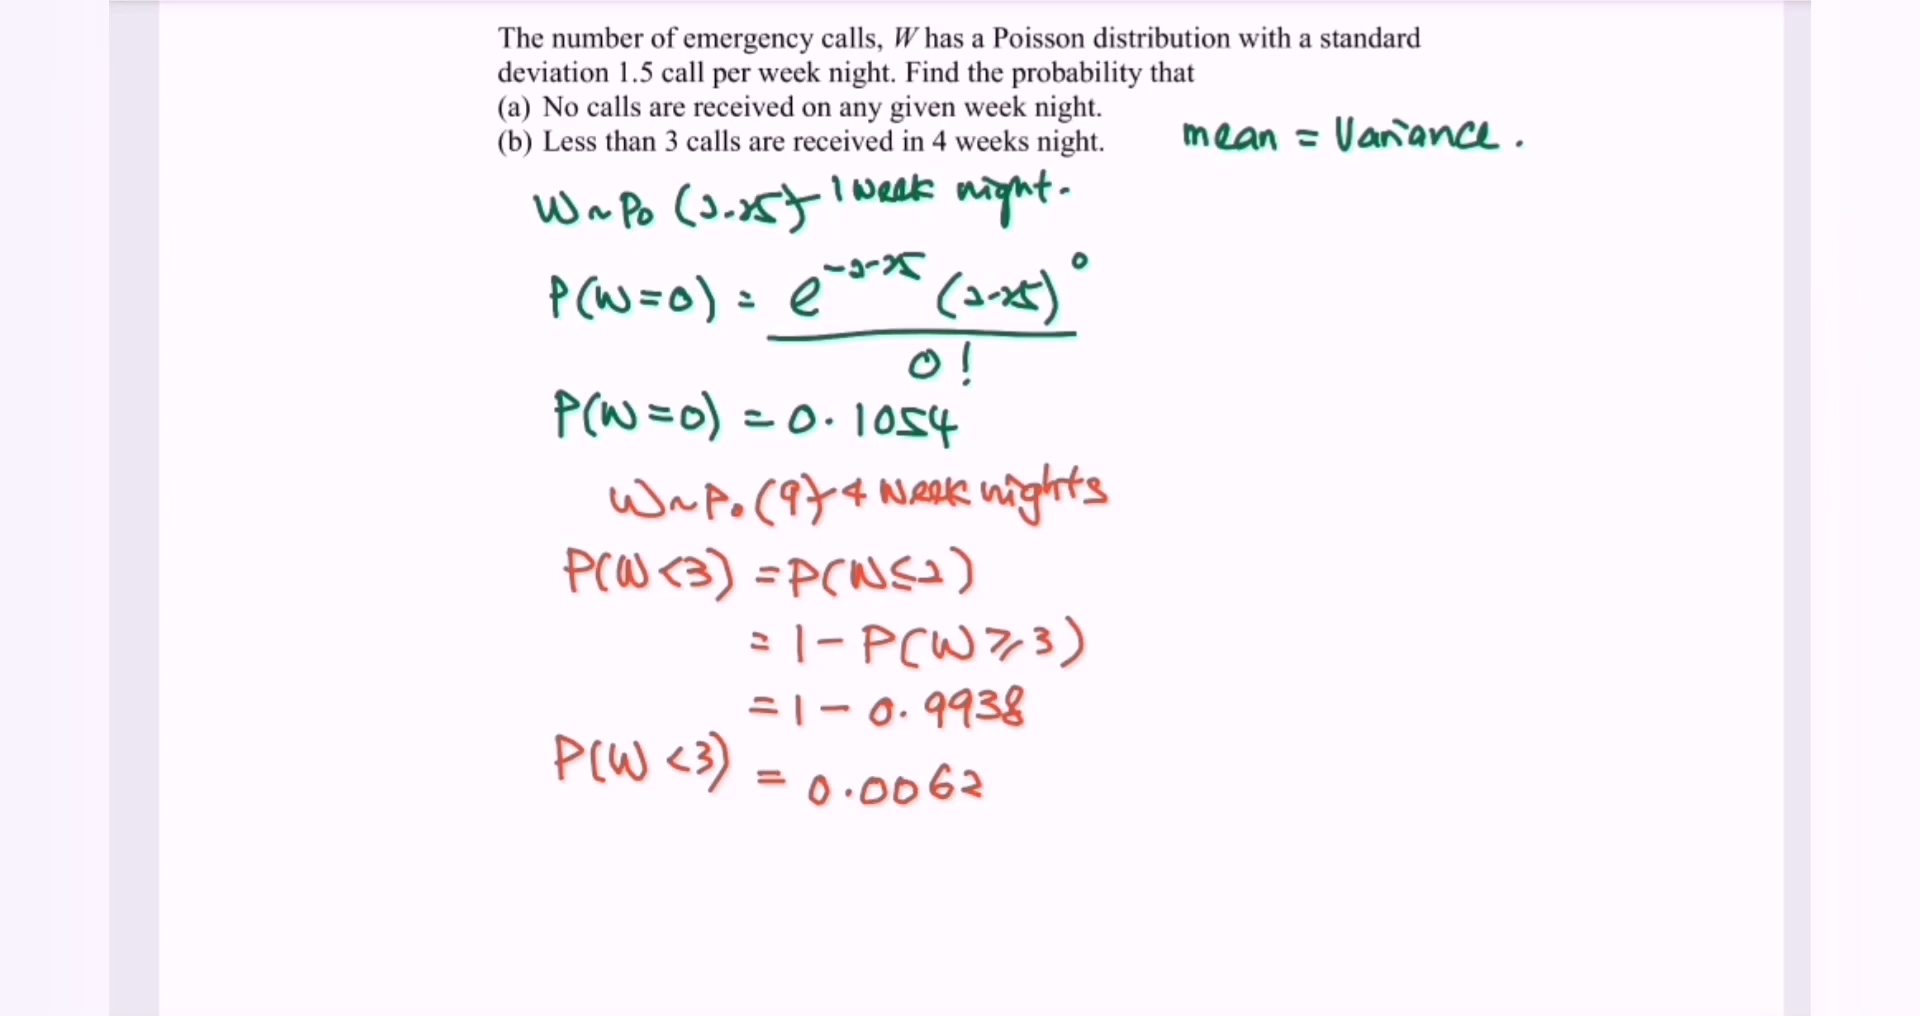 The number of emergency calls, W has a Poisson distribution with a standard
deviation 1.5 call per week night. Find the probability that
(a) No calls are received on any given week night.
(b) Less than 3 calls are received in 4 weeks night.
mean = Variance.
W ~ Po (2.25) 1 week night.
P(W=0) = e^-2.25 (2.25)^0
0!
P(W=0) = 0.1054
W ~ Po (9) 4 week nights
P(W<3) = P(W≤2)
= 1 - P(W≥3)
= 1 - 0.9938
P(W<3) = 0.0062